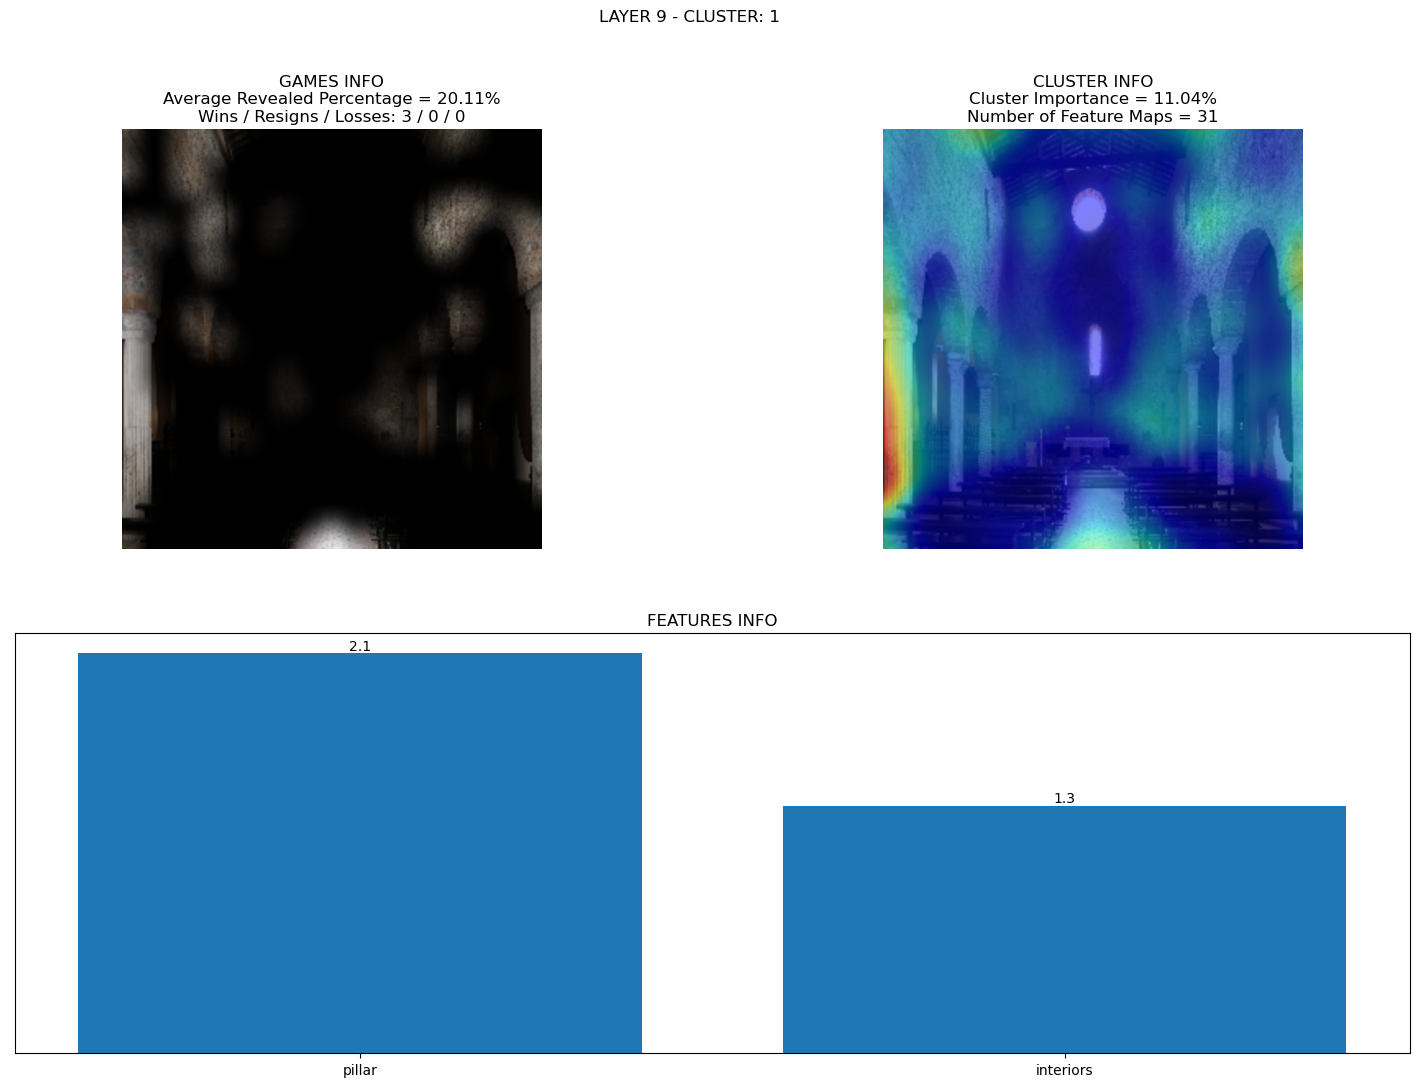 LAYER 9 - CLUSTER: 1
GAMES INFO
Average Revealed Percentage = 20.11%
Wins / Resigns / Losses: 3 / 0 / 0
CLUSTER INFO
Cluster Importance = 11.04%
Number of Feature Maps = 31
FEATURES INFO
2.1
1.3
pillar
interiors